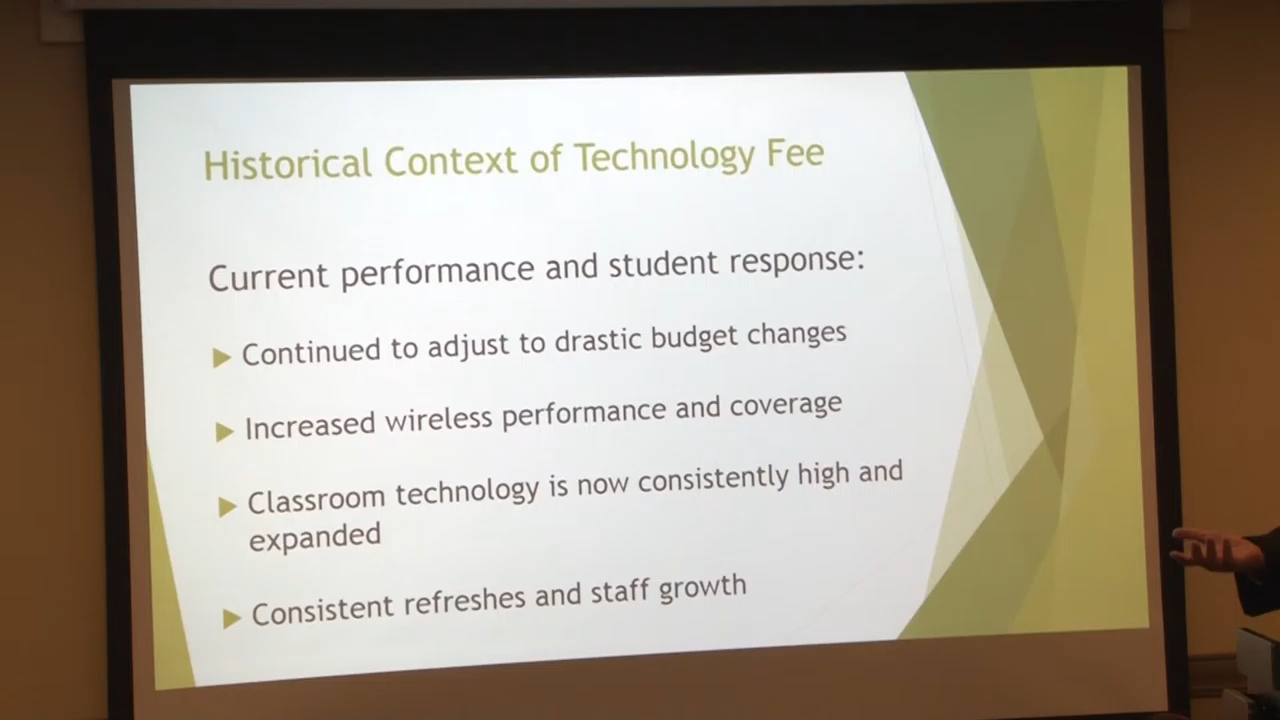 Historical Context of Technology Fee
Current performance and student response:
Continued to adjust to drastic budget changes
Increased wireless performance and coverage
Classroom technology is now consistently high and
expanded
Consistent refreshes and staff growth